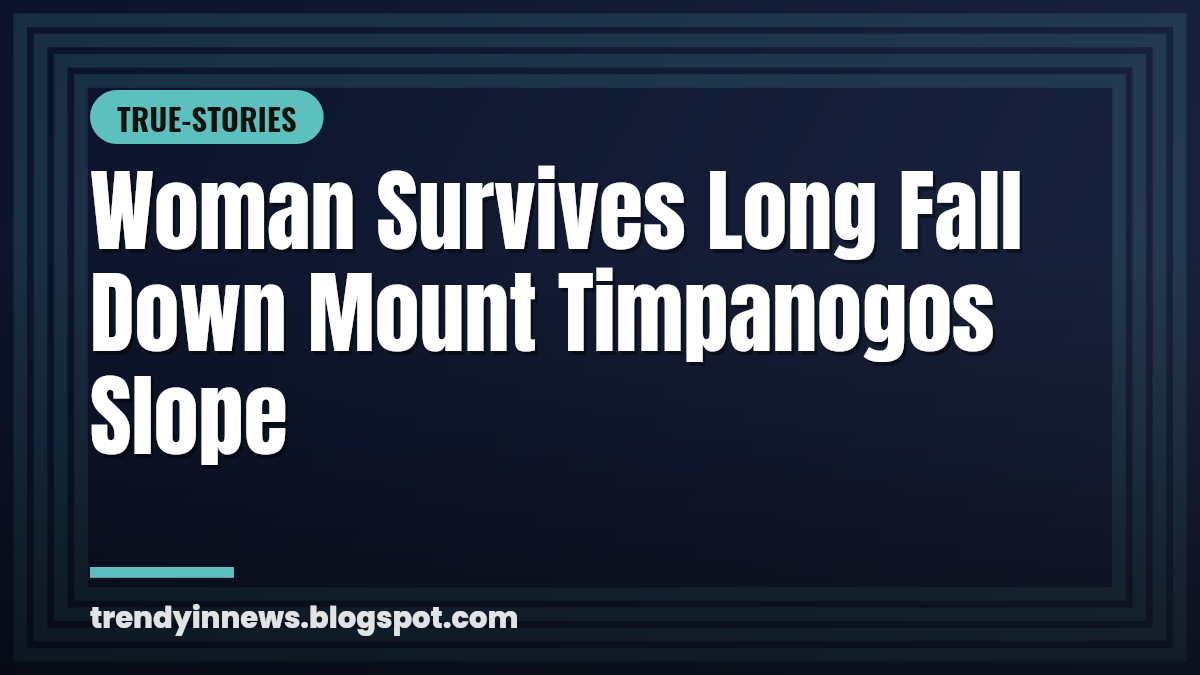 TRUE-STORIES
Woman Survives Long Fall
Down Mount Timpanogos
Slope
trendyinnews.blogspot.com